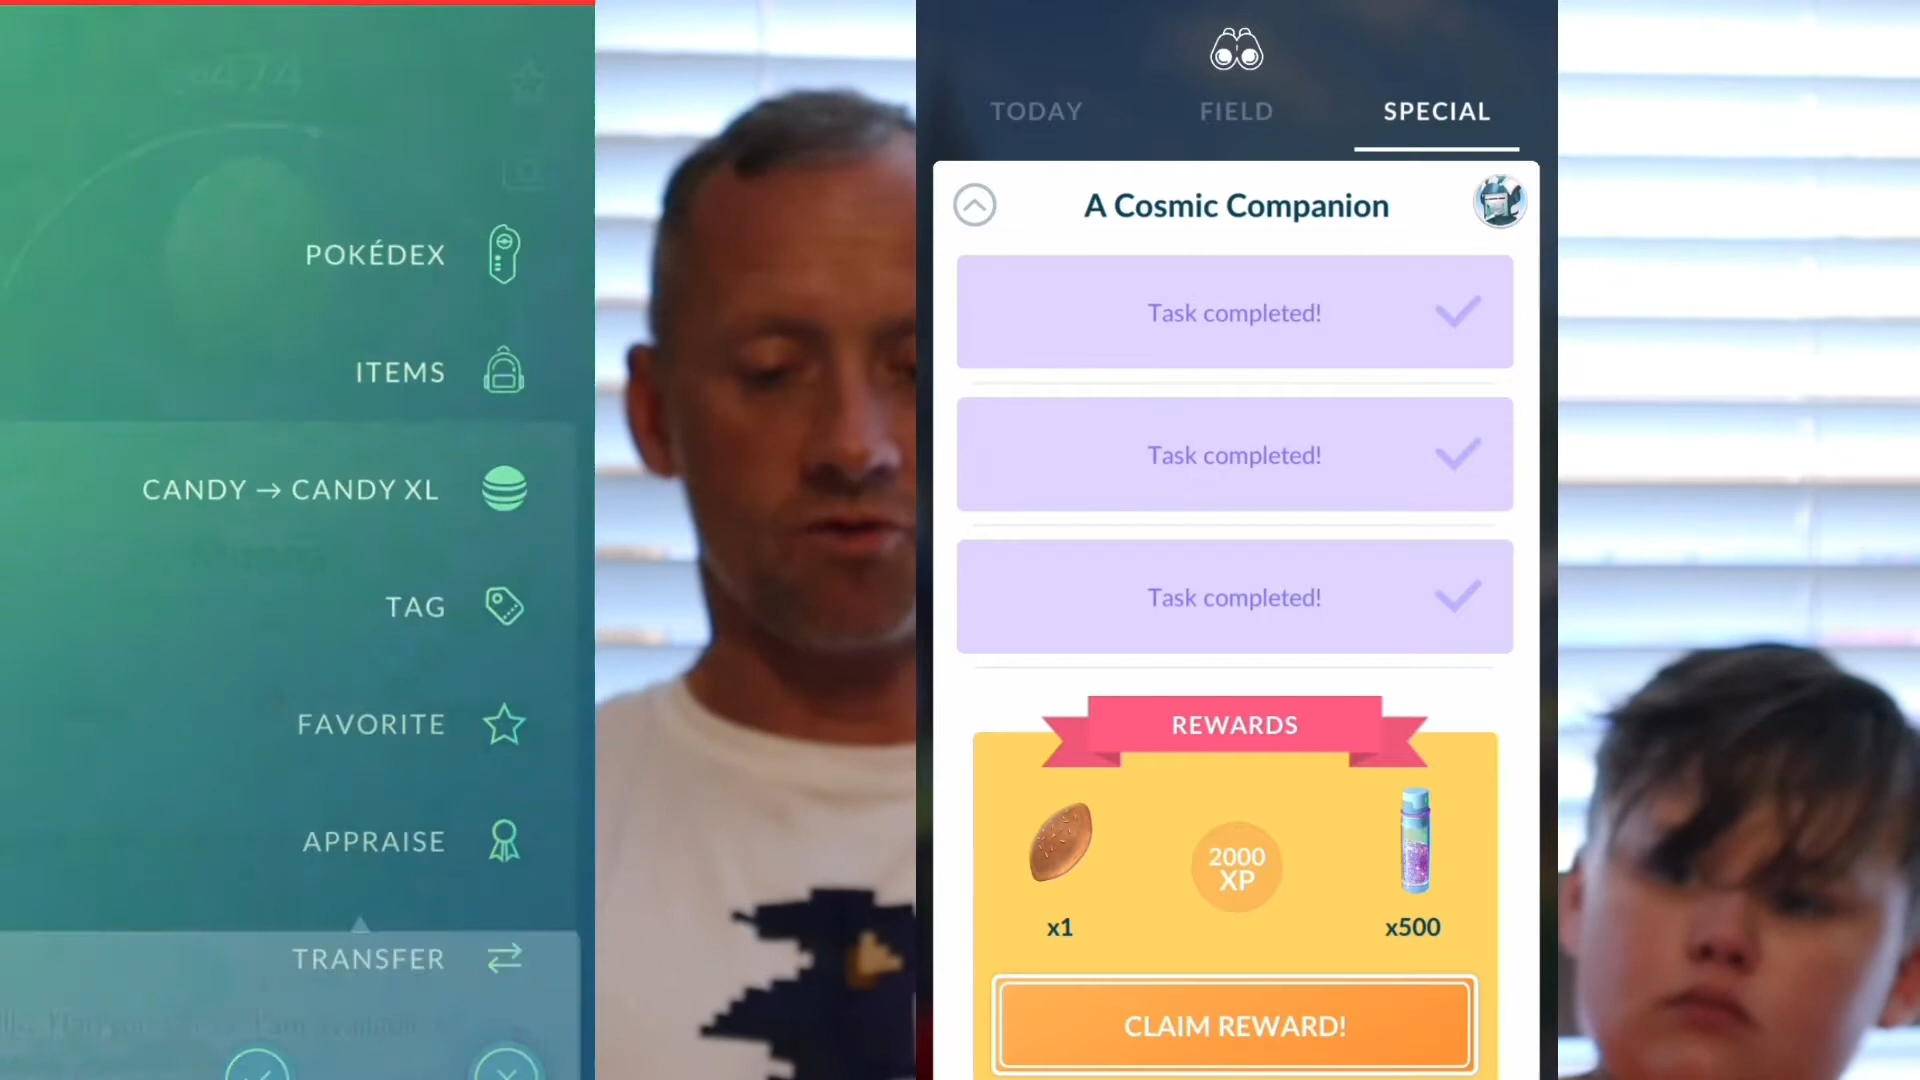 POKÉDEX
ITEMS
CANDY → CANDY XL
TAG
FAVORITE
APPRAISE
TRANSFER
TODAY
FIELD
SPECIAL
A Cosmic Companion
Task completed!
Task completed!
Task completed!
REWARDS
2000
XP
x1
x500
CLAIM REWARD!